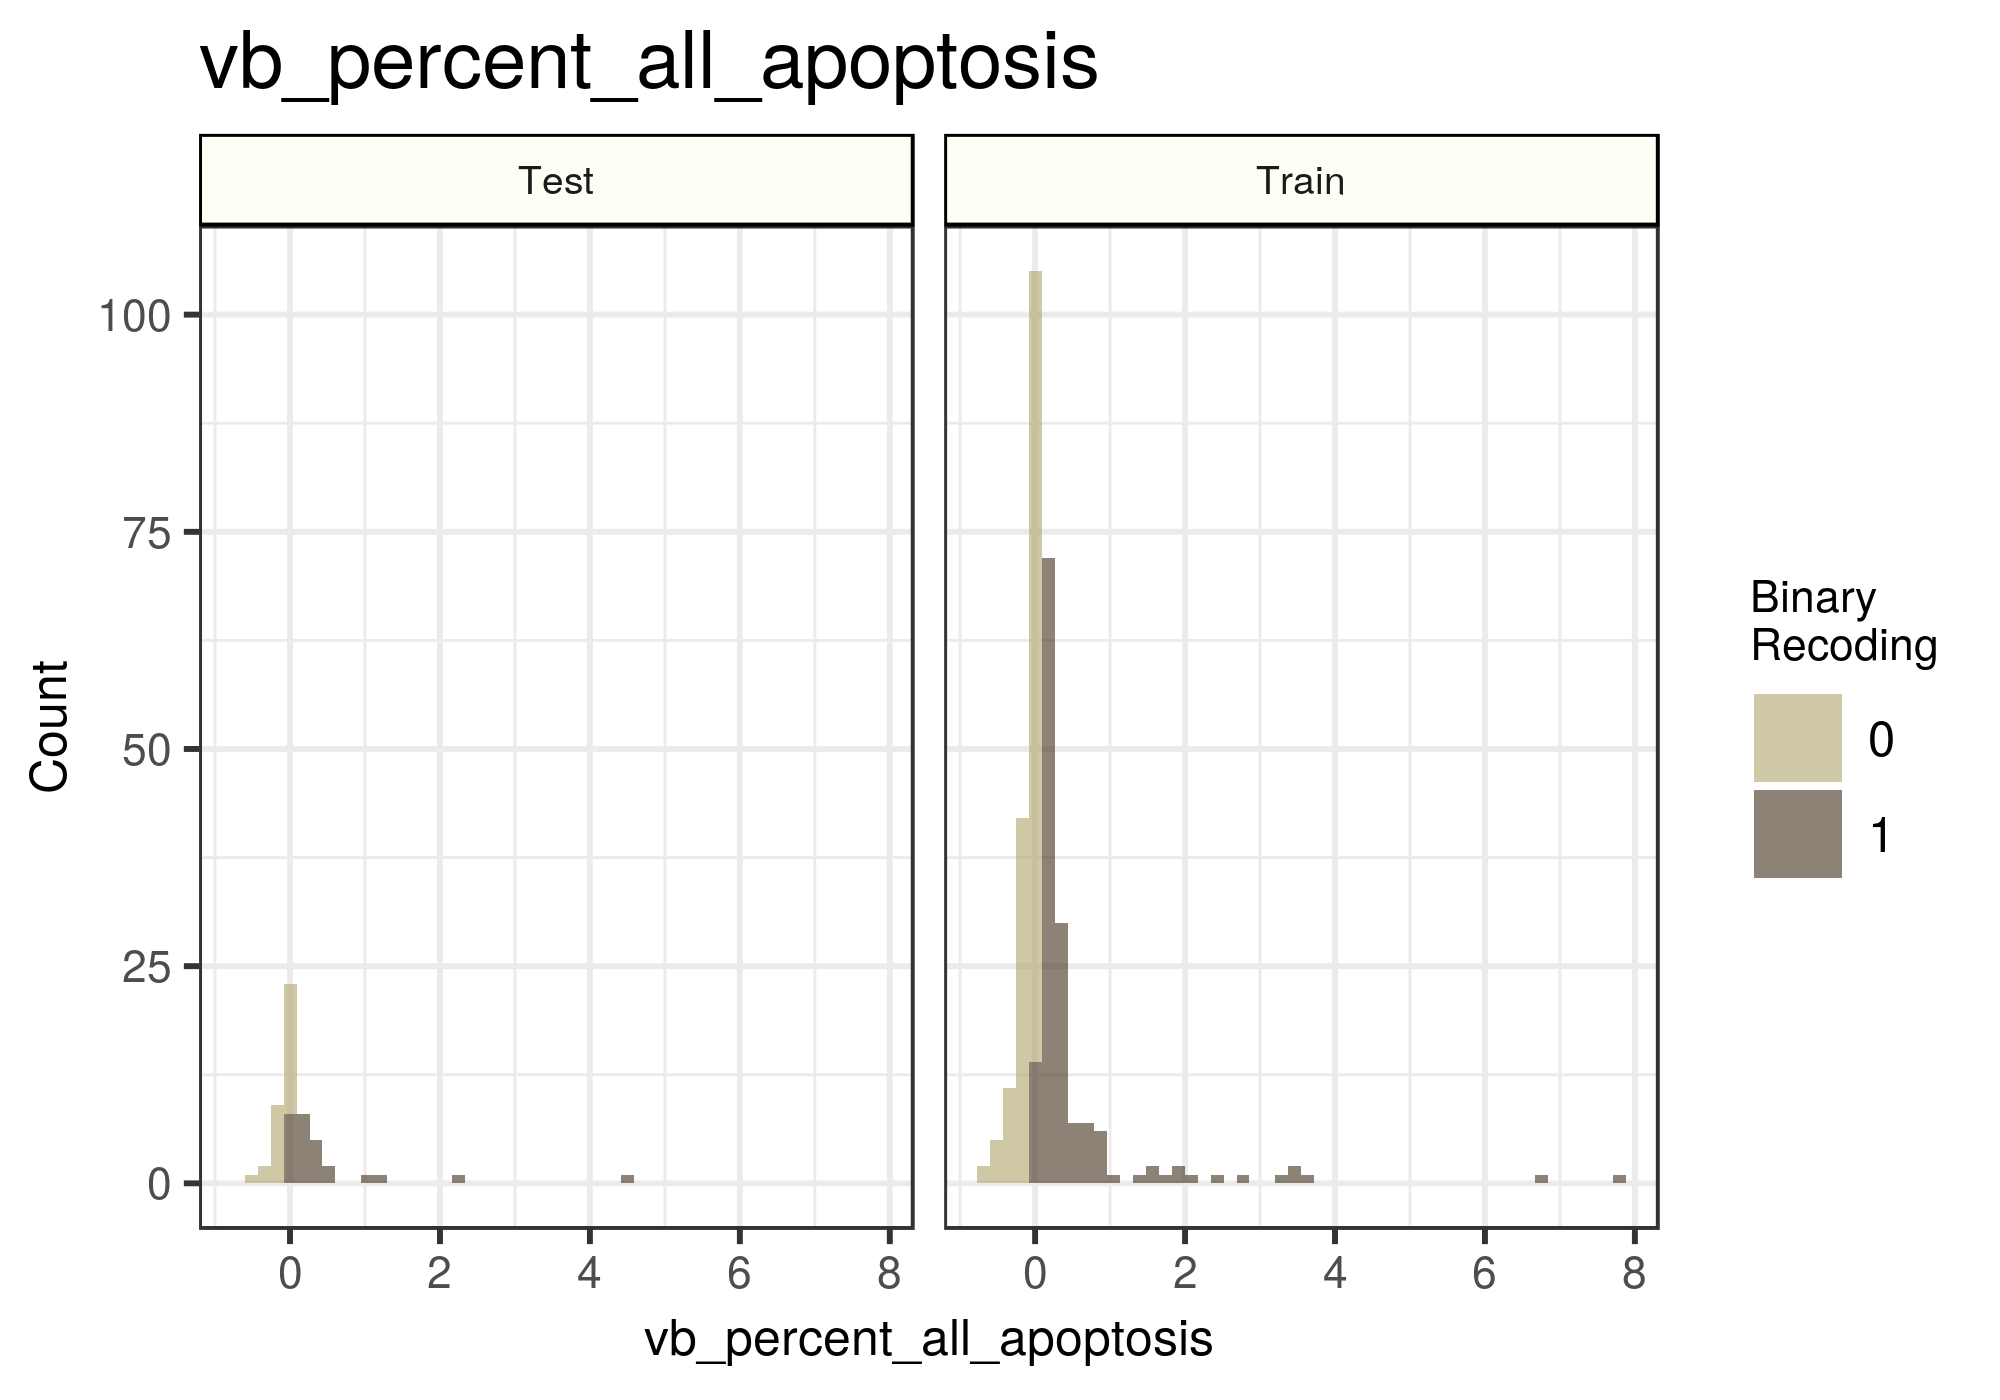 vb_percent_all_apoptosis
Test
Train
100
75
50
25
0
Count
0
2
4
6
8
0
2
4
6
8
vb_percent_all_apoptosis
Binary
Recoding
0
1